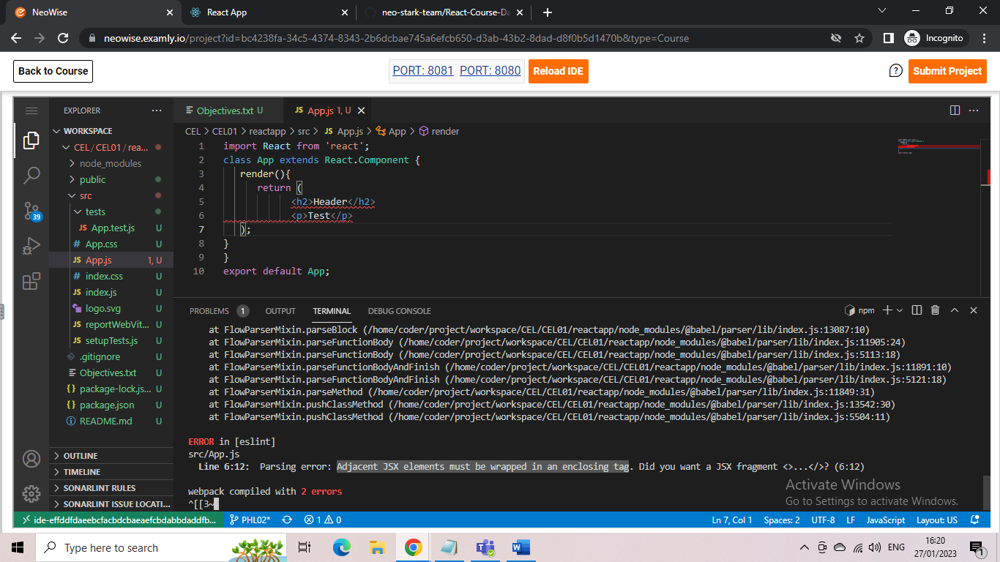 NeoWise
React App
neo-stark-team/React-Course-Da
neowise.examly.io/project?id=bc4238fa-34c5-4374-8343-2b6dcbae745a6efcb650-d3ab-43b2-8dad-d8f0b5d1470b&type=Course
Incognito
Back to Course
PORT: 8081 PORT: 8080
Reload IDE
Submit Project
EXPLORER
WORKSPACE
CEL / CEL01 / rea...
node_modules
public
src
tests
JS App.test.js U
# App.css U
JS App.js 1, U
# index.css U
JS index.js U
logo.svg U
JS reportWebVit... U
JS setupTests.js U
.gitignore U
Objectives.txt U
{} package-lock.js... U
{} package.json U
README.md U
OUTLINE
TIMELINE
SONARLINT RULES
SONARLINT ISSUE LOCATI...
39
Objectives.txt U
JS App.js 1, U
CEL > CEL01 > reactapp > src > JS App.js > App > render
1 import React from 'react';
2 class App extends React.Component {
3 render(){
4 return (
5 <h2>Header</h2>
6 <p>Test</p>
7 );
8 }
9 }
10 export default App;
PROBLEMS 1 OUTPUT TERMINAL DEBUG CONSOLE
npm
at FlowParserMixin.parseBlock (/home/coder/project/workspace/CEL/CEL01/reactapp/node_modules/@babel/parser/lib/index.js:13087:10)
at FlowParserMixin.parseFunctionBody (/home/coder/project/workspace/CEL/CEL01/reactapp/node_modules/@babel/parser/lib/index.js:11905:24)
at FlowParserMixin.parseFunctionBody (/home/coder/project/workspace/CEL/CEL01/reactapp/node_modules/@babel/parser/lib/index.js:5113:18)
at FlowParserMixin.parseFunctionBodyAndFinish (/home/coder/project/workspace/CEL/CEL01/reactapp/node_modules/@babel/parser/lib/index.js:11891:10)
at FlowParserMixin.parseFunctionBodyAndFinish (/home/coder/project/workspace/CEL/CEL01/reactapp/node_modules/@babel/parser/lib/index.js:5121:18)
at FlowParserMixin.parseMethod (/home/coder/project/workspace/CEL/CEL01/reactapp/node_modules/@babel/parser/lib/index.js:11849:31)
at FlowParserMixin.pushClassMethod (/home/coder/project/workspace/CEL/CEL01/reactapp/node_modules/@babel/parser/lib/index.js:13542:30)
at FlowParserMixin.pushClassMethod (/home/coder/project/workspace/CEL/CEL01/reactapp/node_modules/@babel/parser/lib/index.js:5504:11)
ERROR in [eslint]
src/App.js
Line 6:12: Parsing error: Adjacent JSX elements must be wrapped in an enclosing tag. Did you want a JSX fragment <>...</>? (6:12)
webpack compiled with 2 errors
^[[3~
Activate Windows
Go to Settings to activate Windows.
ide-effddfdaeebcfacbdcbaeaefcbdabbdaddfb...
PHL02*
1 0
Ln 7, Col 1 Spaces: 2 UTF-8 LF JavaScript Layout: US
Type here to search
ENG
16:20
27/01/2023
1